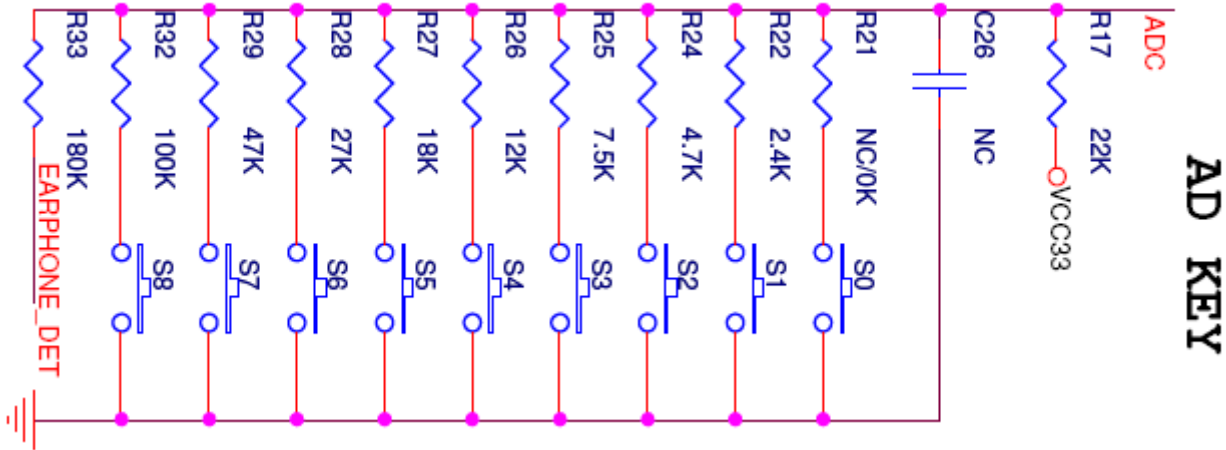 AD KEY
ADC
R17 22K
VCC33
C26 NC
R21 NC/0K S0
R22 2.4K S1
R24 4.7K S2
R25 7.5K S3
R26 12K S4
R27 18K S5
R28 27K S6
R29 47K S7
R32 100K S8
R33 180K
EARPHONE_DET